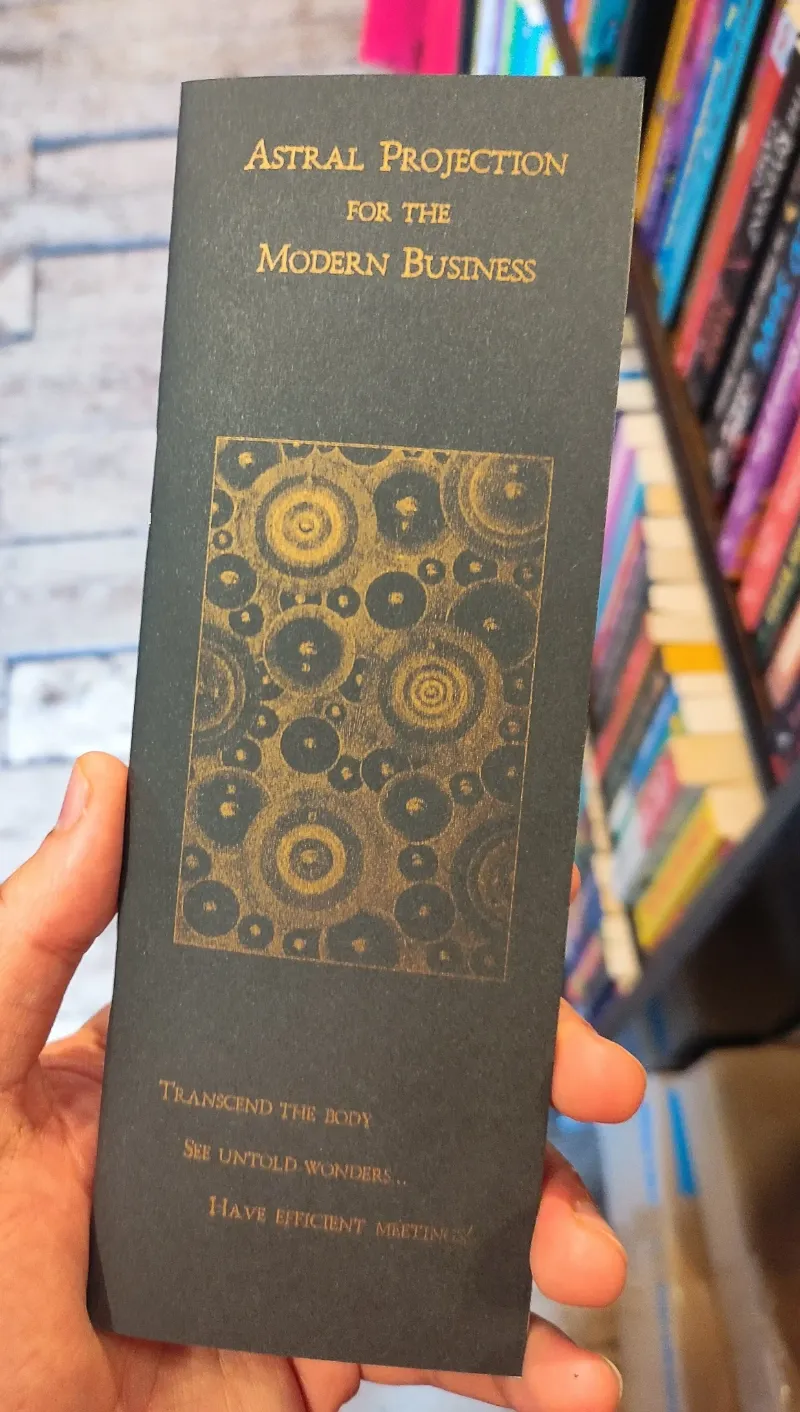 Astral Projection
for the
Modern Business
Transcend the body
See untold wonders...
Have efficient meetings!